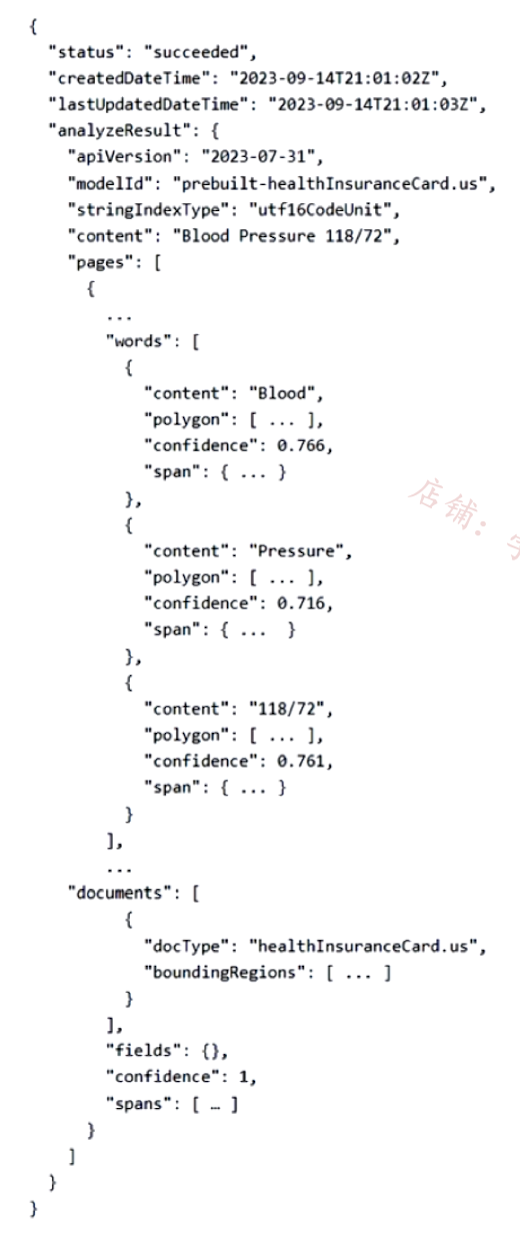 {
  "status": "succeeded",
  "createdDateTime": "2023-09-14T21:01:02Z",
  "lastUpdatedDateTime": "2023-09-14T21:01:03Z",
  "analyzeResult": {
    "apiVersion": "2023-07-31",
    "modelId": "prebuilt-healthInsuranceCard.us",
    "stringIndexType": "utf16CodeUnit",
    "content": "Blood Pressure 118/72",
    "pages": [
      {
        ...
        "words": [
          {
            "content": "Blood",
            "polygon": [ ... ],
            "confidence": 0.766,
            "span": { ... }
          },
          {
            "content": "Pressure",
            "polygon": [ ... ],
            "confidence": 0.716,
            "span": { ...  }
          },
          {
            "content": "118/72",
            "polygon": [ ... ],
            "confidence": 0.761,
            "span": { ... }
          }
        ],
        ...
    "documents": [
          {
            "docType": "healthInsuranceCard.us",
            "boundingRegions": [ ... ]
          }
        ],
        "fields": {},
        "confidence": 1,
        "spans": [ … ]
      }
    ]
  }
}
店铺：